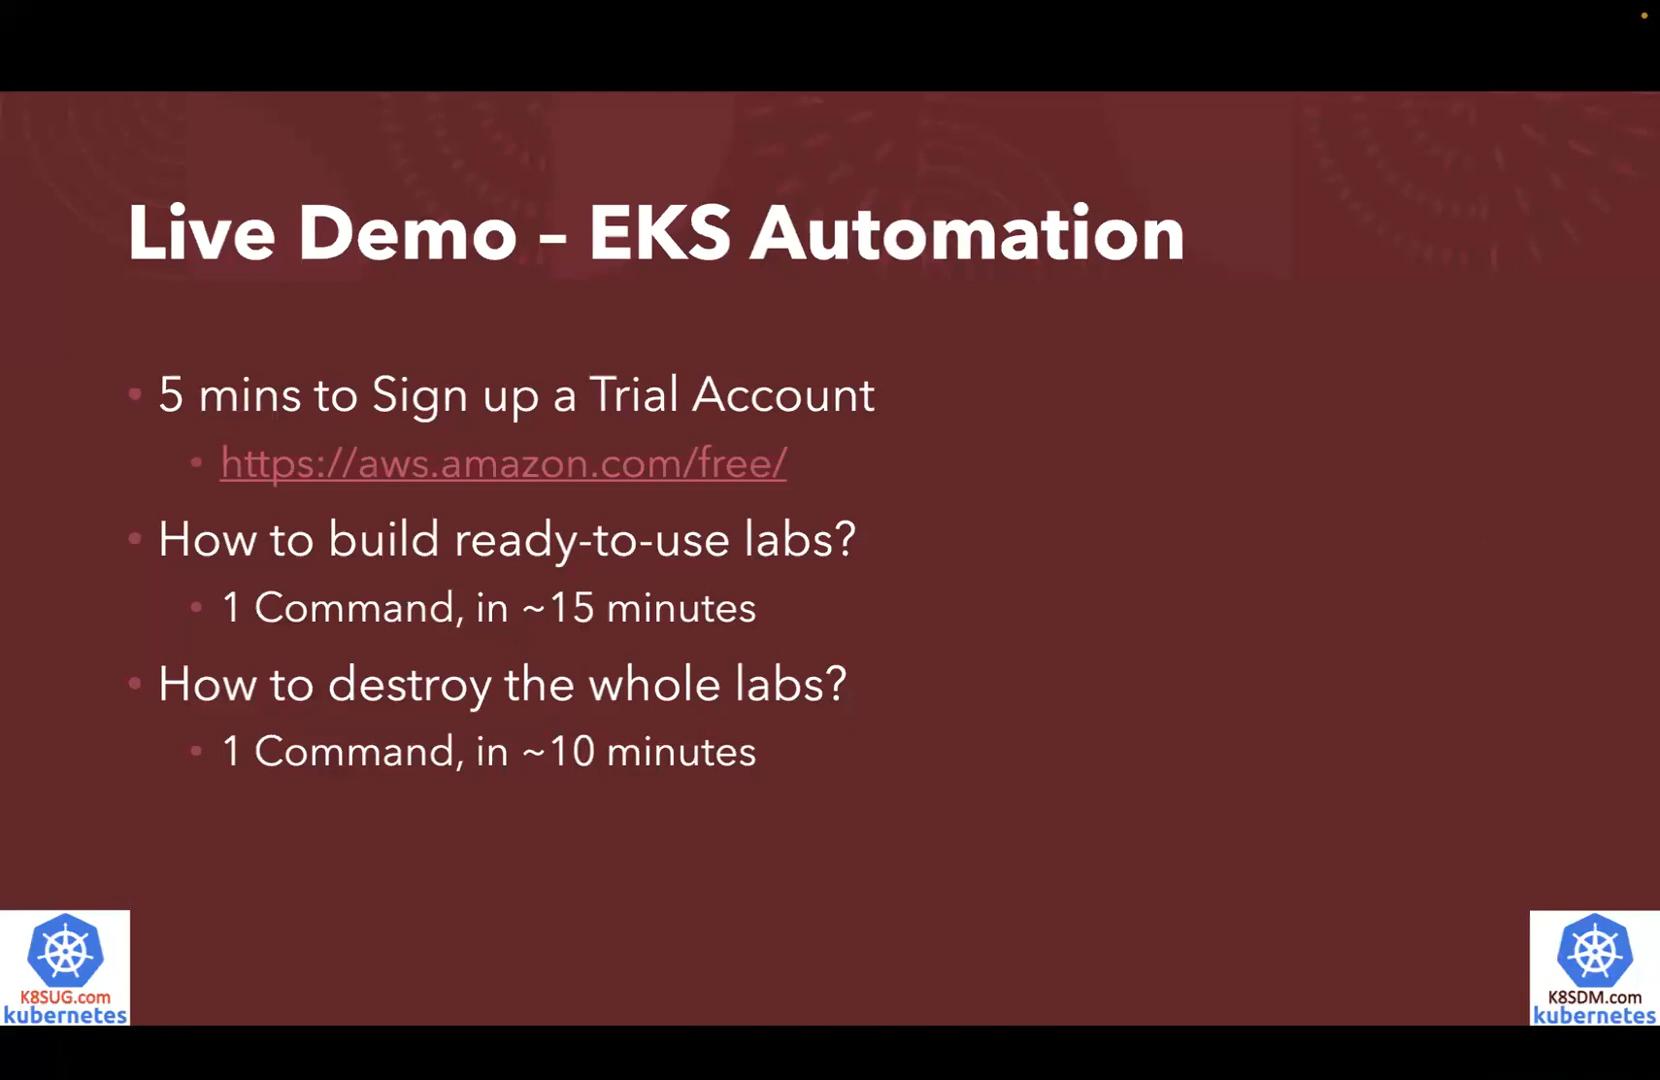 Live Demo – EKS Automation
• 5 mins to Sign up a Trial Account
• https://aws.amazon.com/free/
• How to build ready-to-use labs?
• 1 Command, in ~15 minutes
• How to destroy the whole labs?
• 1 Command, in ~10 minutes
K8SUG.com
kubernetes
K8SDM.com
kubernetes